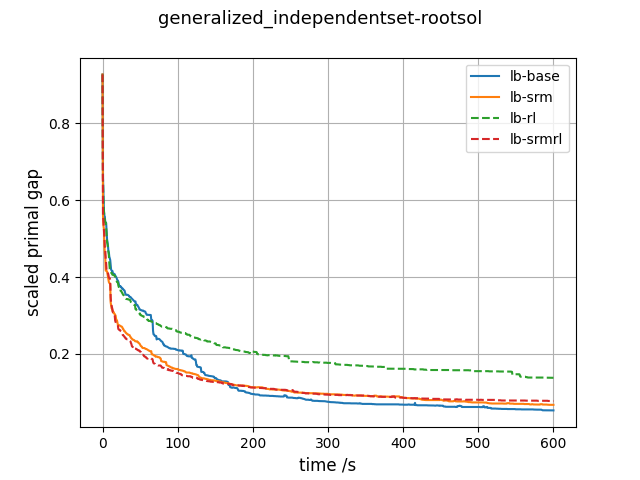 generalized_independentset-rootsol
lb-base
lb-srm
lb-rl
lb-srmrl
scaled primal gap
0.8
0.6
0.4
0.2
0
100
200
300
400
500
600
time /s